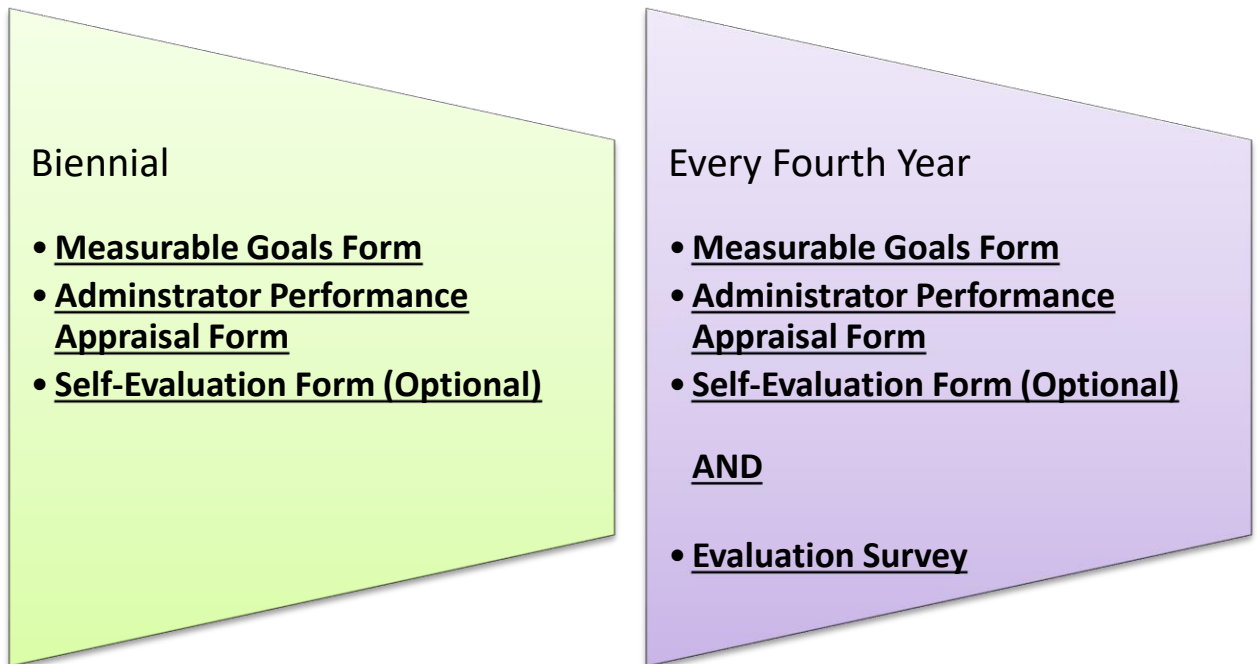 Biennial
• Measurable Goals Form
• Adminstrator Performance
Appraisal Form
• Self-Evaluation Form (Optional)
Every Fourth Year
• Measurable Goals Form
• Administrator Performance
Appraisal Form
• Self-Evaluation Form (Optional)
AND
• Evaluation Survey